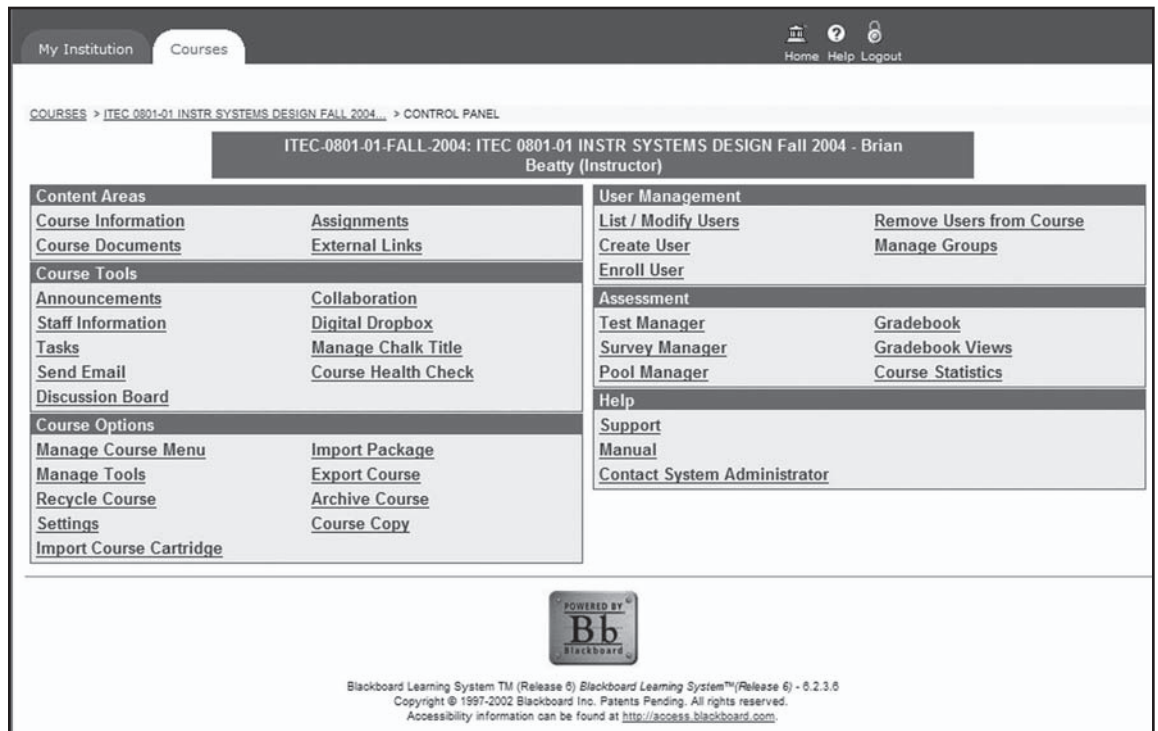 My Institution
Courses
Home Help Logout
COURSES > ITEC 0801-01 INSTR SYSTEMS DESIGN FALL 2004... > CONTROL PANEL
ITEC-0801-01-FALL-2004: ITEC 0801-01 INSTR SYSTEMS DESIGN Fall 2004 - Brian
Beatty (Instructor)
Content Areas
Course Information Assignments
Course Documents External Links
Course Tools
Announcements Collaboration
Staff Information Digital Dropbox
Tasks Manage Chalk Title
Send Email Course Health Check
Discussion Board
Course Options
Manage Course Menu Import Package
Manage Tools Export Course
Recycle Course Archive Course
Settings Course Copy
Import Course Cartridge
User Management
List / Modify Users Remove Users from Course
Create User Manage Groups
Enroll User
Assessment
Test Manager Gradebook
Survey Manager Gradebook Views
Pool Manager Course Statistics
Help
Support
Manual
Contact System Administrator
POWERED BY
Bb
Blackboard
Blackboard Learning System TM (Release 6) Blackboard Learning System™(Release 6) - 6.2.3.6
Copyright © 1997-2002 Blackboard Inc. Patents Pending. All rights reserved.
Accessibility information can be found at http://access.blackboard.com.